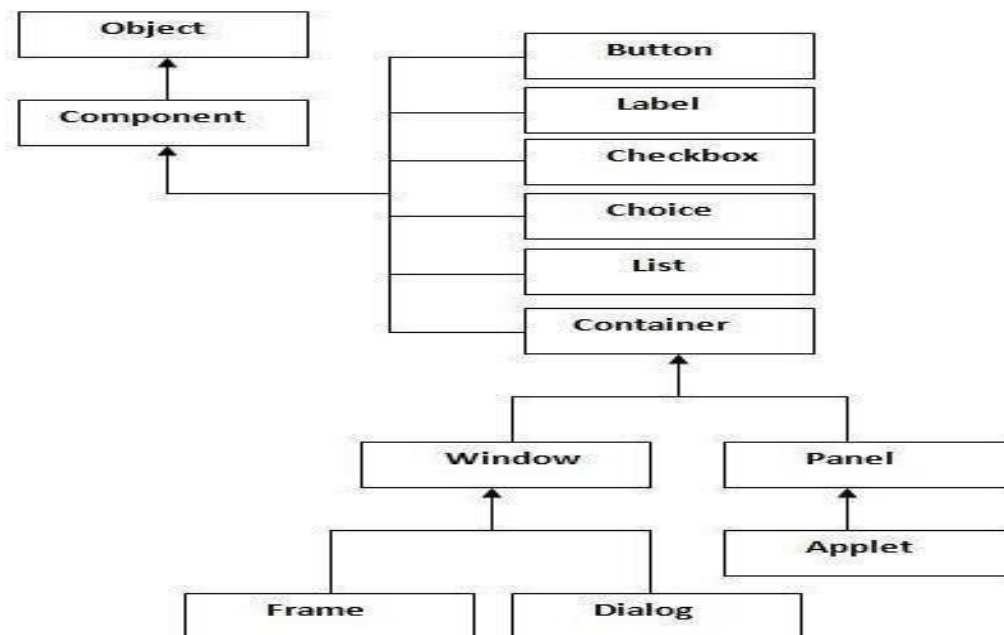 Object
Component
Button
Label
Checkbox
Choice
List
Container
Window
Panel
Applet
Frame
Dialog